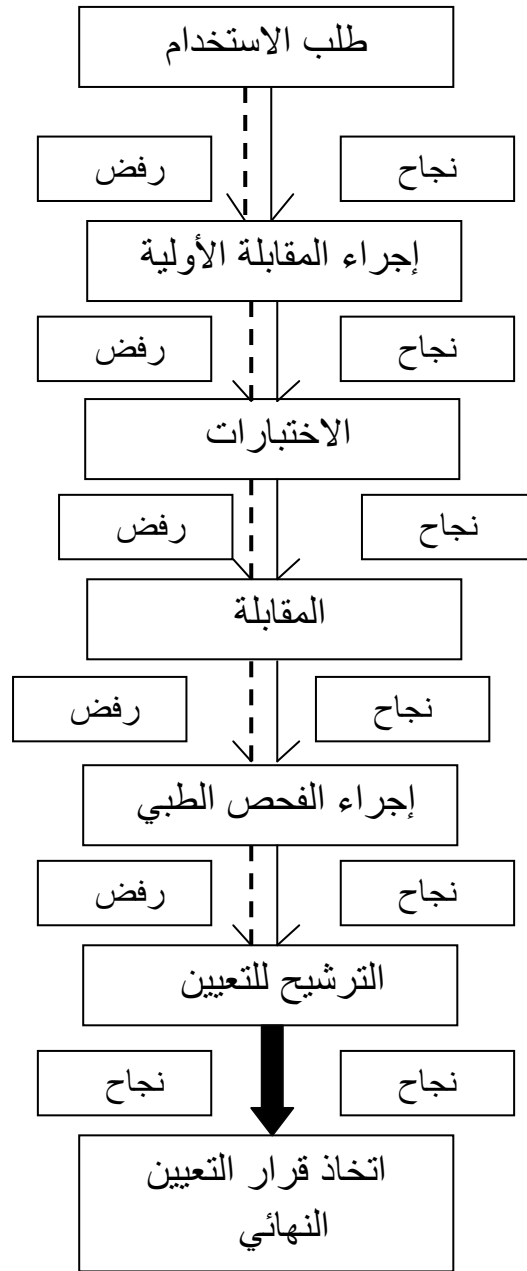 طلب الاستخدام
نجاح
رفض
إجراء المقابلة الأولية
نجاح
رفض
الاختبارات
نجاح
رفض
المقابلة
نجاح
رفض
إجراء الفحص الطبي
نجاح
رفض
الترشيح للتعيين
نجاح
نجاح
اتخاذ قرار التعيين
النهائي